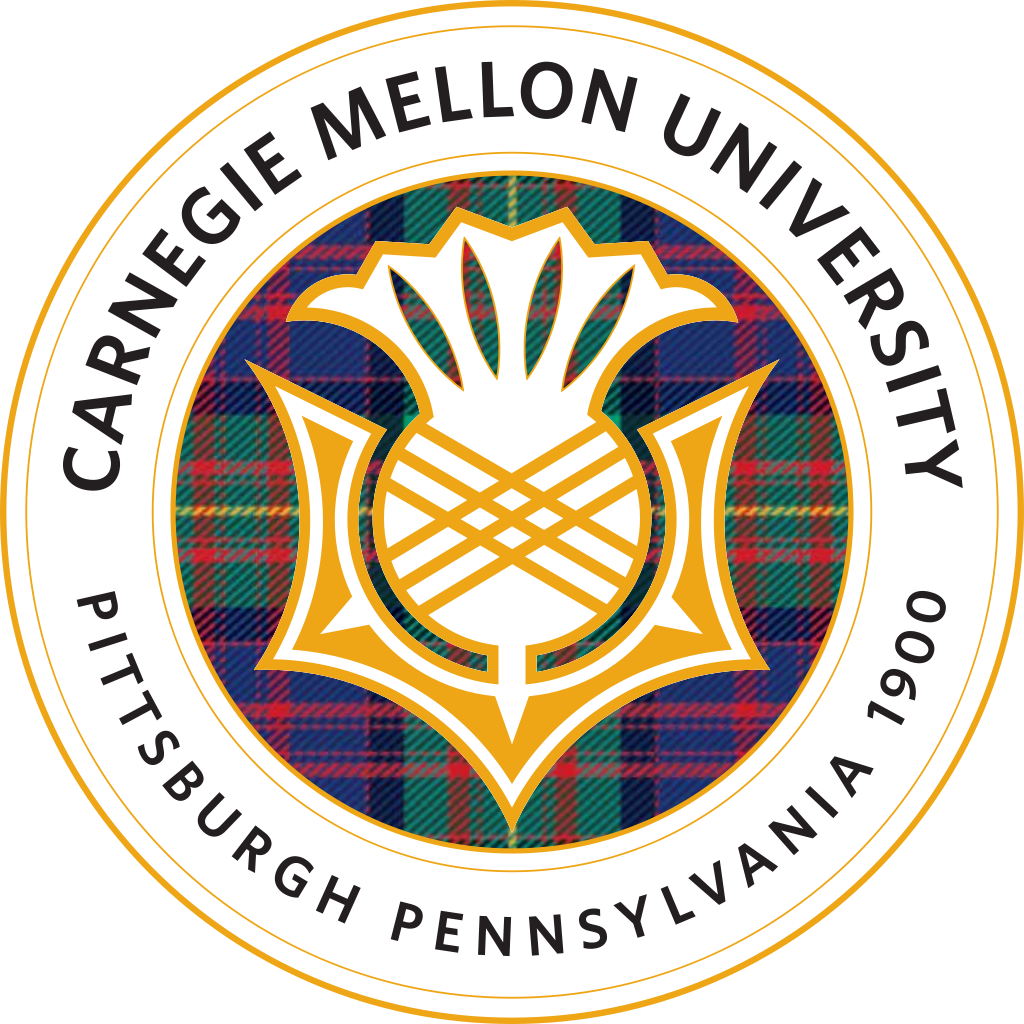 CARNEGIE MELLON UNIVERSITY
PITTSBURGH PENNSYLVANIA 1900